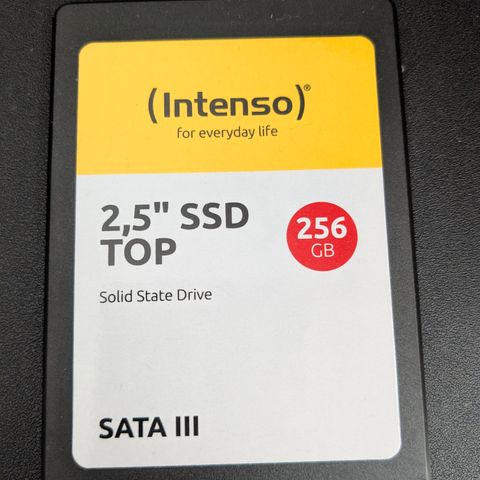 (Intenso)®
for everyday life
2,5" SSD
TOP
256
GB
Solid State Drive
SATA III